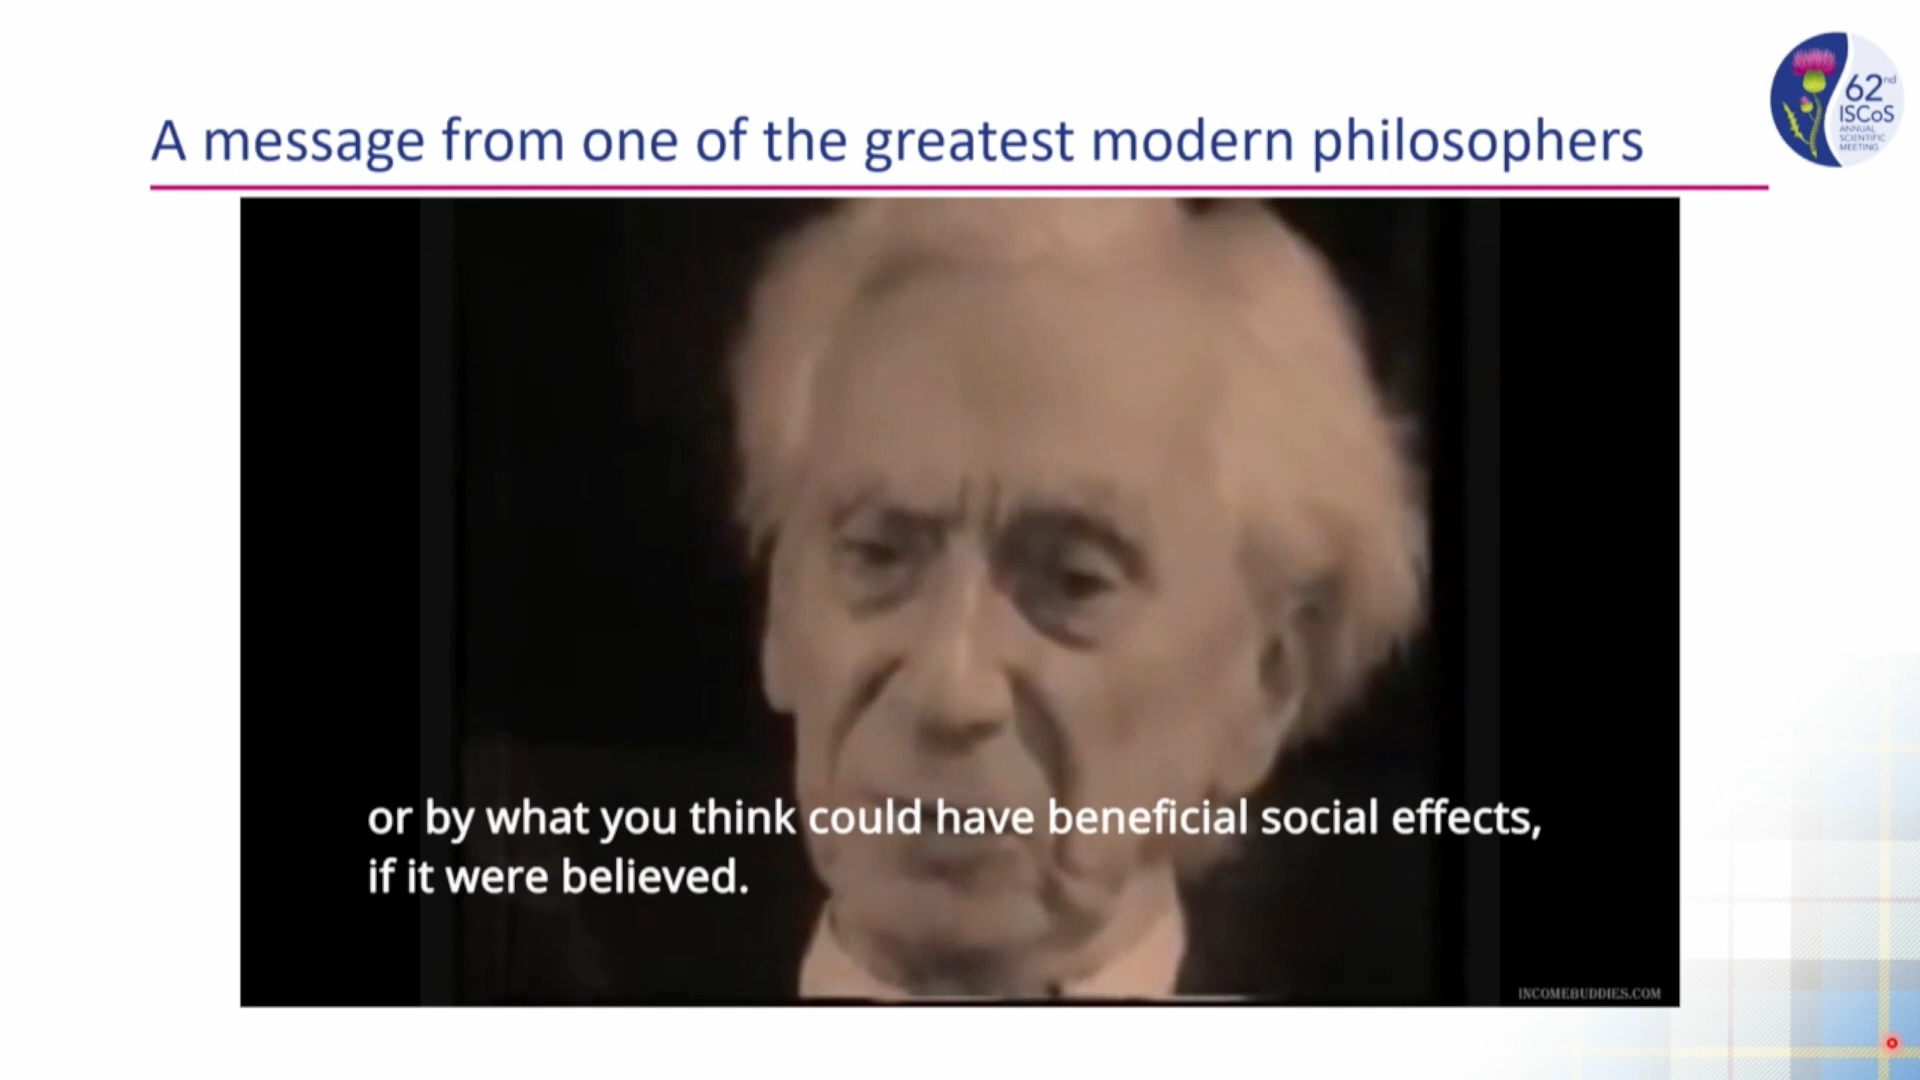 A message from one of the greatest modern philosophers
62nd
ISCoS
ANNUAL
SCIENTIFIC
MEETING
or by what you think could have beneficial social effects,
if it were believed.
INCOMEBUDDIES.COM